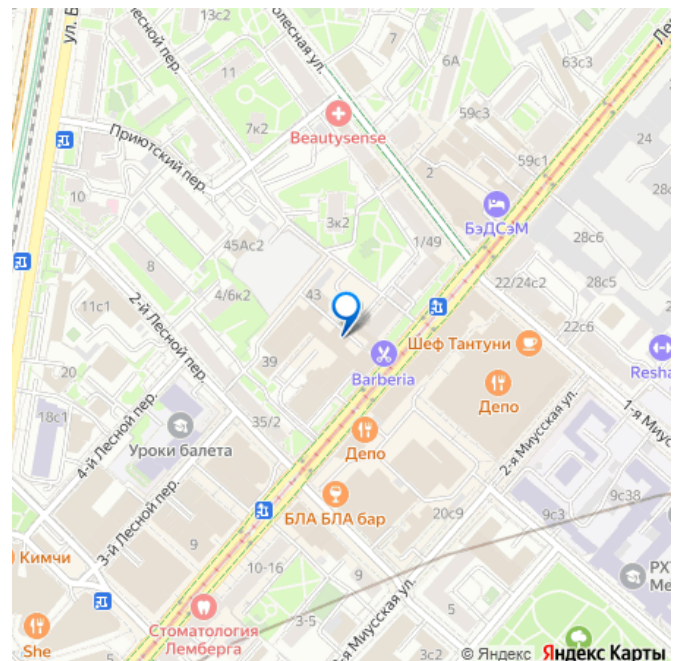 13с2
7
63с3
Ле
ул. Б
Лесной пер.
олесная ул.
6А
11
59с3
24
7к2
Beautysense
59с1
Приютский пер.
2
28с
10
3к2
БэДСэМ
28с6
45Ас2
1/49
8
22/24с2
28с5
4/6к2
43
2-й Лесной пер.
11с1
22с6
Шеф Тантуни
39
Barberia
Resha
20
Депо
18с1
4-й Лесной пер.
35/2
1-я Миус
Уроки балета
Депо
2-я Миусская ул.
9с38
3-й Лесной пер.
БЛА БЛА бар
20с9
9с3
Кимчи
9
10-16
9
РХТ
Ме
5
She
Стоматология
Лемберга
3-5
я Миусская ул.
5
3с2
© Яндекс Яндекс Карты